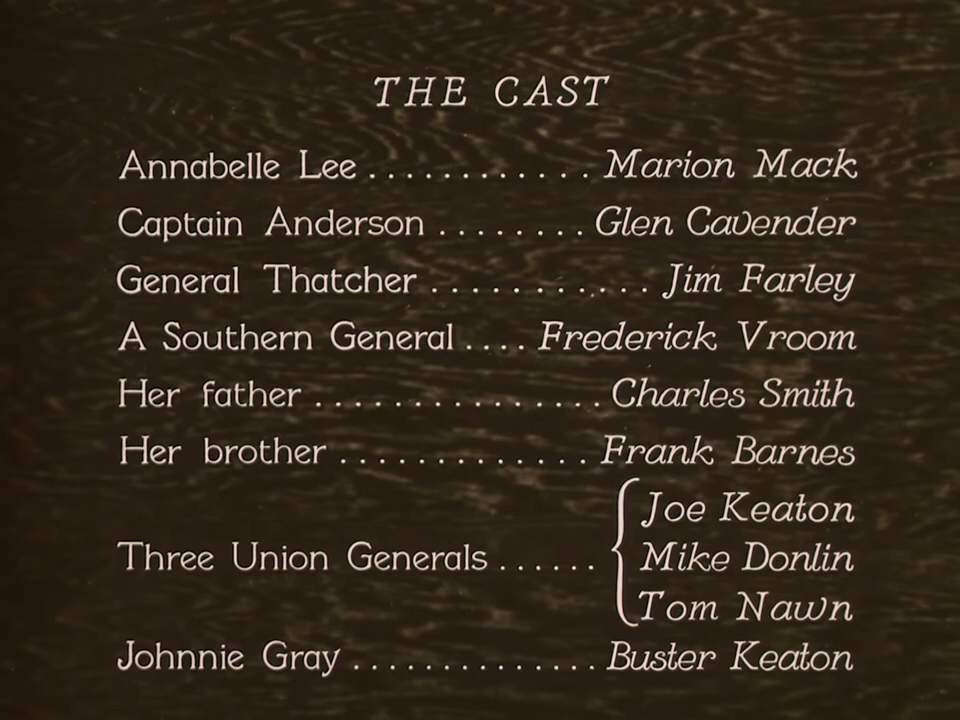 THE CAST
Annabelle Lee ............ Marion Mack
Captain Anderson ........ Glen Cavender
General Thatcher ........... Jim Farley
A Southern General .... Frederick Vroom
Her father ............... Charles Smith
Her brother ............. Frank Barnes
Joe Keaton
Three Union Generals ...... { Mike Donlin
Tom Nawn
Johnnie Gray ............. Buster Keaton